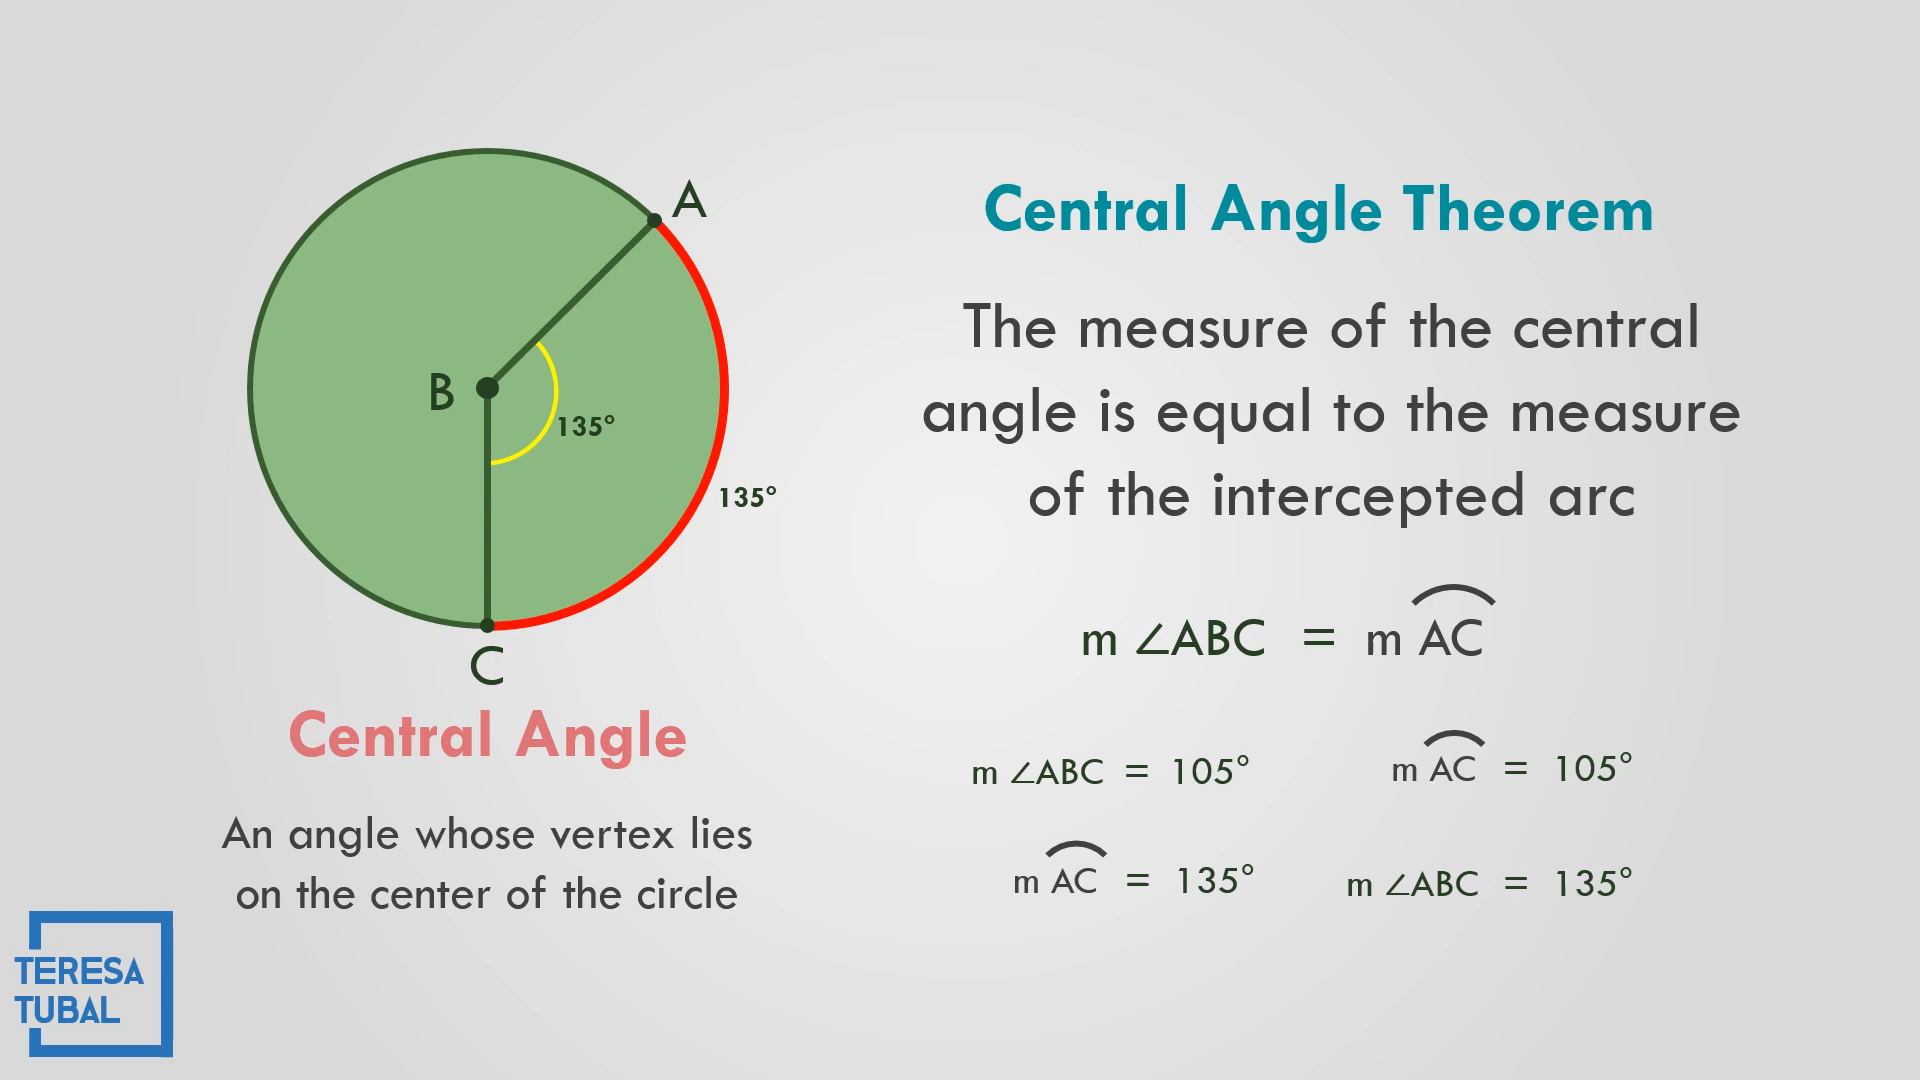 A
B
135°
135°
C
Central Angle
An angle whose vertex lies
on the center of the circle
Central Angle Theorem
The measure of the central
angle is equal to the measure
of the intercepted arc
m ∠ABC = m AC
m ∠ABC = 105° m AC = 105°
m AC = 135° m ∠ABC = 135°
TERESA
TUBAL